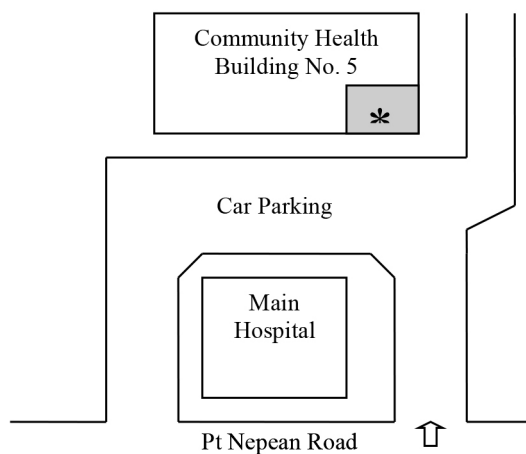 Community Health
Building No. 5
*
Car Parking
Main
Hospital
Pt Nepean Road